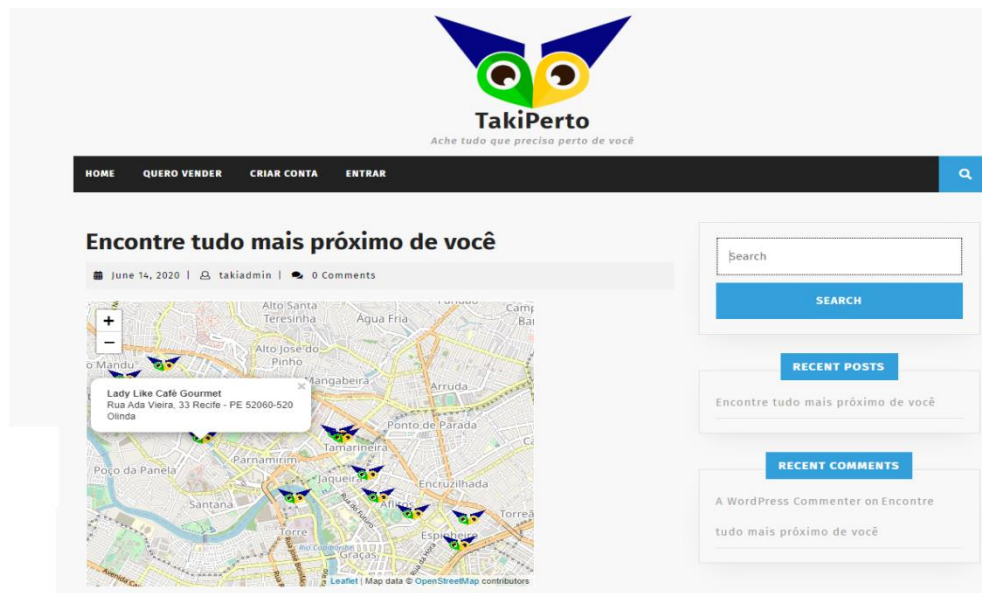 TakiPerto
Ache tudo que precisa perto de você
HOME QUERO VENDER CRIAR CONTA ENTRAR
Encontre tudo mais próximo de você
June 14, 2020 | takiadmin | 0 Comments
+
−
Alto Santa
Teresinha
Água Fria
Alto José do
Pinho
Mangabeira
Arruda
×
Lady Like Café Gourmet
Rua Ada Vieira, 33 Recife - PE 52060-520
Olinda
Ponto de Parada
Tamarineira
Parnamirim
Poço da Panela
Jaqueira
Encruzilhada
Santana
Aflitos
Torre
Espinheiro
Graças
Rua do Futuro
Leaflet | Map data © OpenStreetMap contributors
Search
SEARCH
RECENT POSTS
Encontre tudo mais próximo de você
RECENT COMMENTS
A WordPress Commenter on Encontre
tudo mais próximo de você